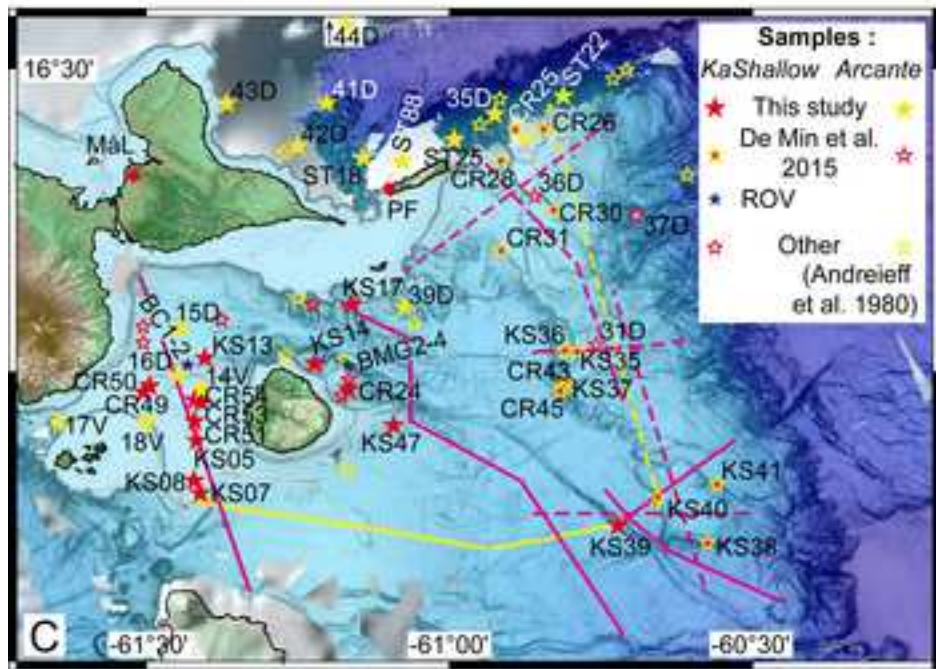 ↑44D
16°30'
43D
41D
42D
ST18
ST88
ST25
35D
CR25
ST22
CR26
CR28
36D
MàL
PF
CR30
37D
CR31
Samples :
KaShallow Arcante
This study
De Min et al.
2015
ROV
Other
(Andreieff
et al. 1980)
KS17
39D
15D
KS14
KS13
16D
BMG2-4
14V
CR50
CR24
CR49
CR51
17V
18V
KS05
KS47
KS08
KS07
KS36
31D
KS35
CR43
KS37
CR45
KS41
KS40
KS39
KS38
C
-61°30'
-61°00'
-60°30'